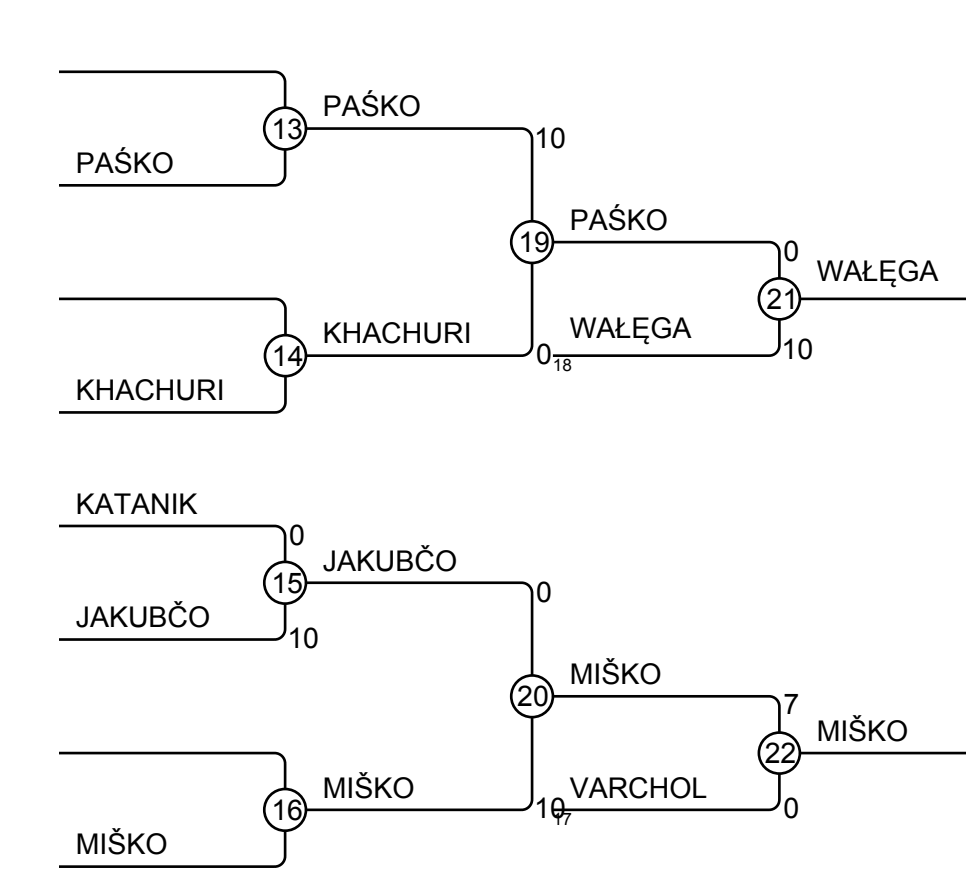 PAŚKO
13
10
PAŚKO
PAŚKO
19
0
WAŁĘGA
21
KHACHURI
WAŁĘGA
14
0
18
10
KHACHURI
KATANIK
0
JAKUBČO
15
0
JAKUBČO
10
MIŠKO
20
7
MIŠKO
22
MIŠKO
VARCHOL
16
10
17
0
MIŠKO